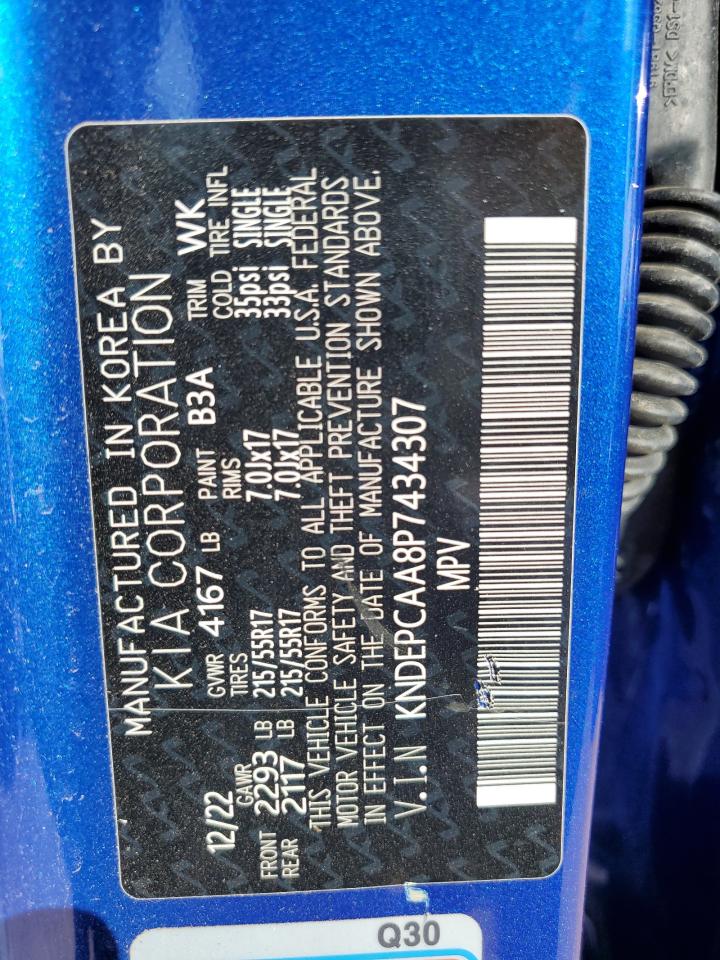 MANUFACTURED IN KOREA BY
KIA CORPORATION
12/22 GVWR 4167 LB PAINT B3A TRIM WK
GAWR TIRES RIMS COLD TIRE INFL
FRONT 2293 LB 215/55R17 7.0Jx17 35psi SINGLE
REAR 2117 LB 215/55R17 7.0Jx17 33psi SINGLE
THIS VEHICLE CONFORMS TO ALL APPLICABLE U.S.A. FEDERAL
MOTOR VEHICLE SAFETY AND THEFT PREVENTION STANDARDS
IN EFFECT ON THE DATE OF MANUFACTURE SHOWN ABOVE.
V.I.N KNDEPCAA8P7434307
MPV
Q30